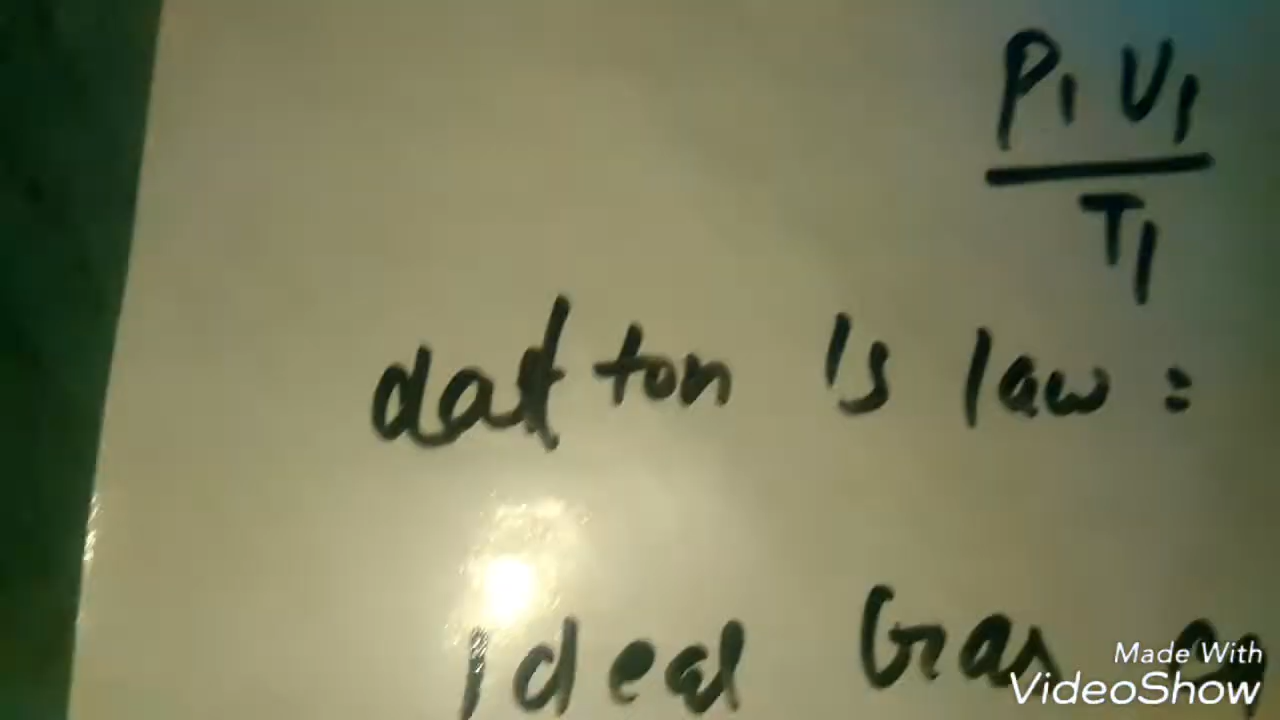 P₁ V₁
T₁
dalton's law :
ideal Gas
Made With
VideoShow